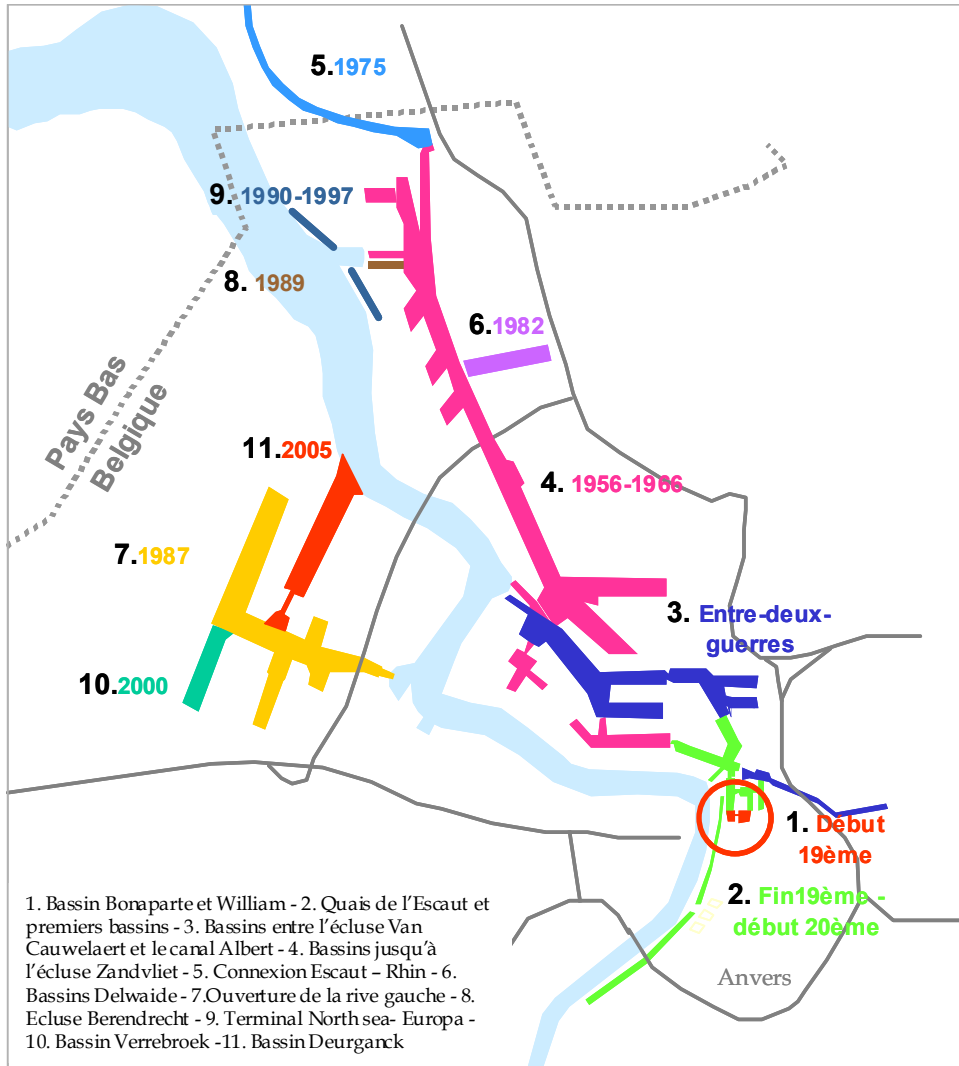 5.1975
9. 1990-1997
8. 1989
6.1982
Pays Bas
Belgique
11.2005
4. 1956-1966
7.1987
3. Entre-deux-
guerres
10.2000
1. Début
19ème
2. Fin19ème -
début 20ème
Anvers
1. Bassin Bonaparte et William - 2. Quais de l'Escaut et
premiers bassins - 3. Bassins entre l'écluse Van
Cauwelaert et le canal Albert - 4. Bassins jusqu'à
l'écluse Zandvliet - 5. Connexion Escaut – Rhin - 6.
Bassins Delwaide - 7.Ouverture de la rive gauche - 8.
Ecluse Berendrecht - 9. Terminal North sea- Europa -
10. Bassin Verrebroek -11. Bassin Deurganck